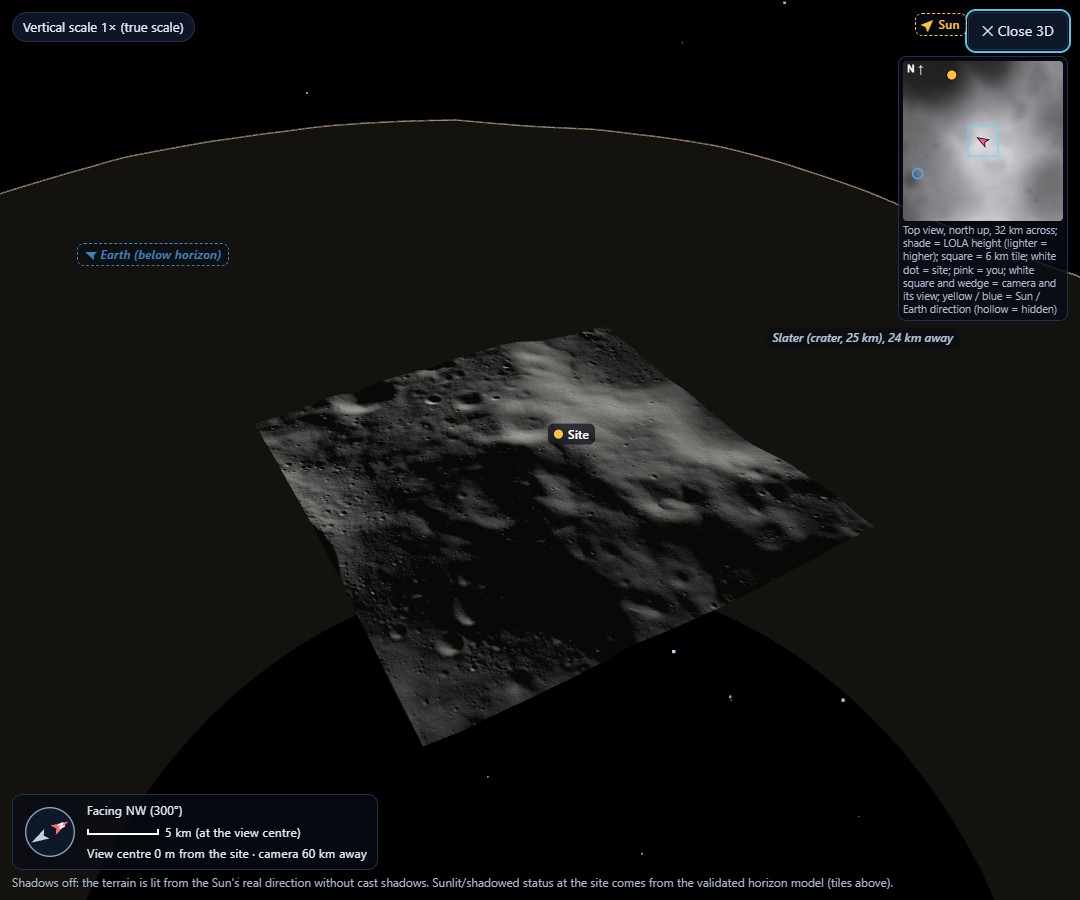 Vertical scale 1× (true scale)
Sun
Close 3D
N ↑
Top view, north up, 32 km across;
shade = LOLA height (lighter =
higher); square = 6 km tile; white
dot = site; pink = you; white
square and wedge = camera and
its view; yellow / blue = Sun /
Earth direction (hollow = hidden)
Earth (below horizon)
Slater (crater, 25 km), 24 km away
Site
Facing NW (300°)
5 km (at the view centre)
View centre 0 m from the site · camera 60 km away
Shadows off: the terrain is lit from the Sun's real direction without cast shadows. Sunlit/shadowed status at the site comes from the validated horizon model (tiles above).